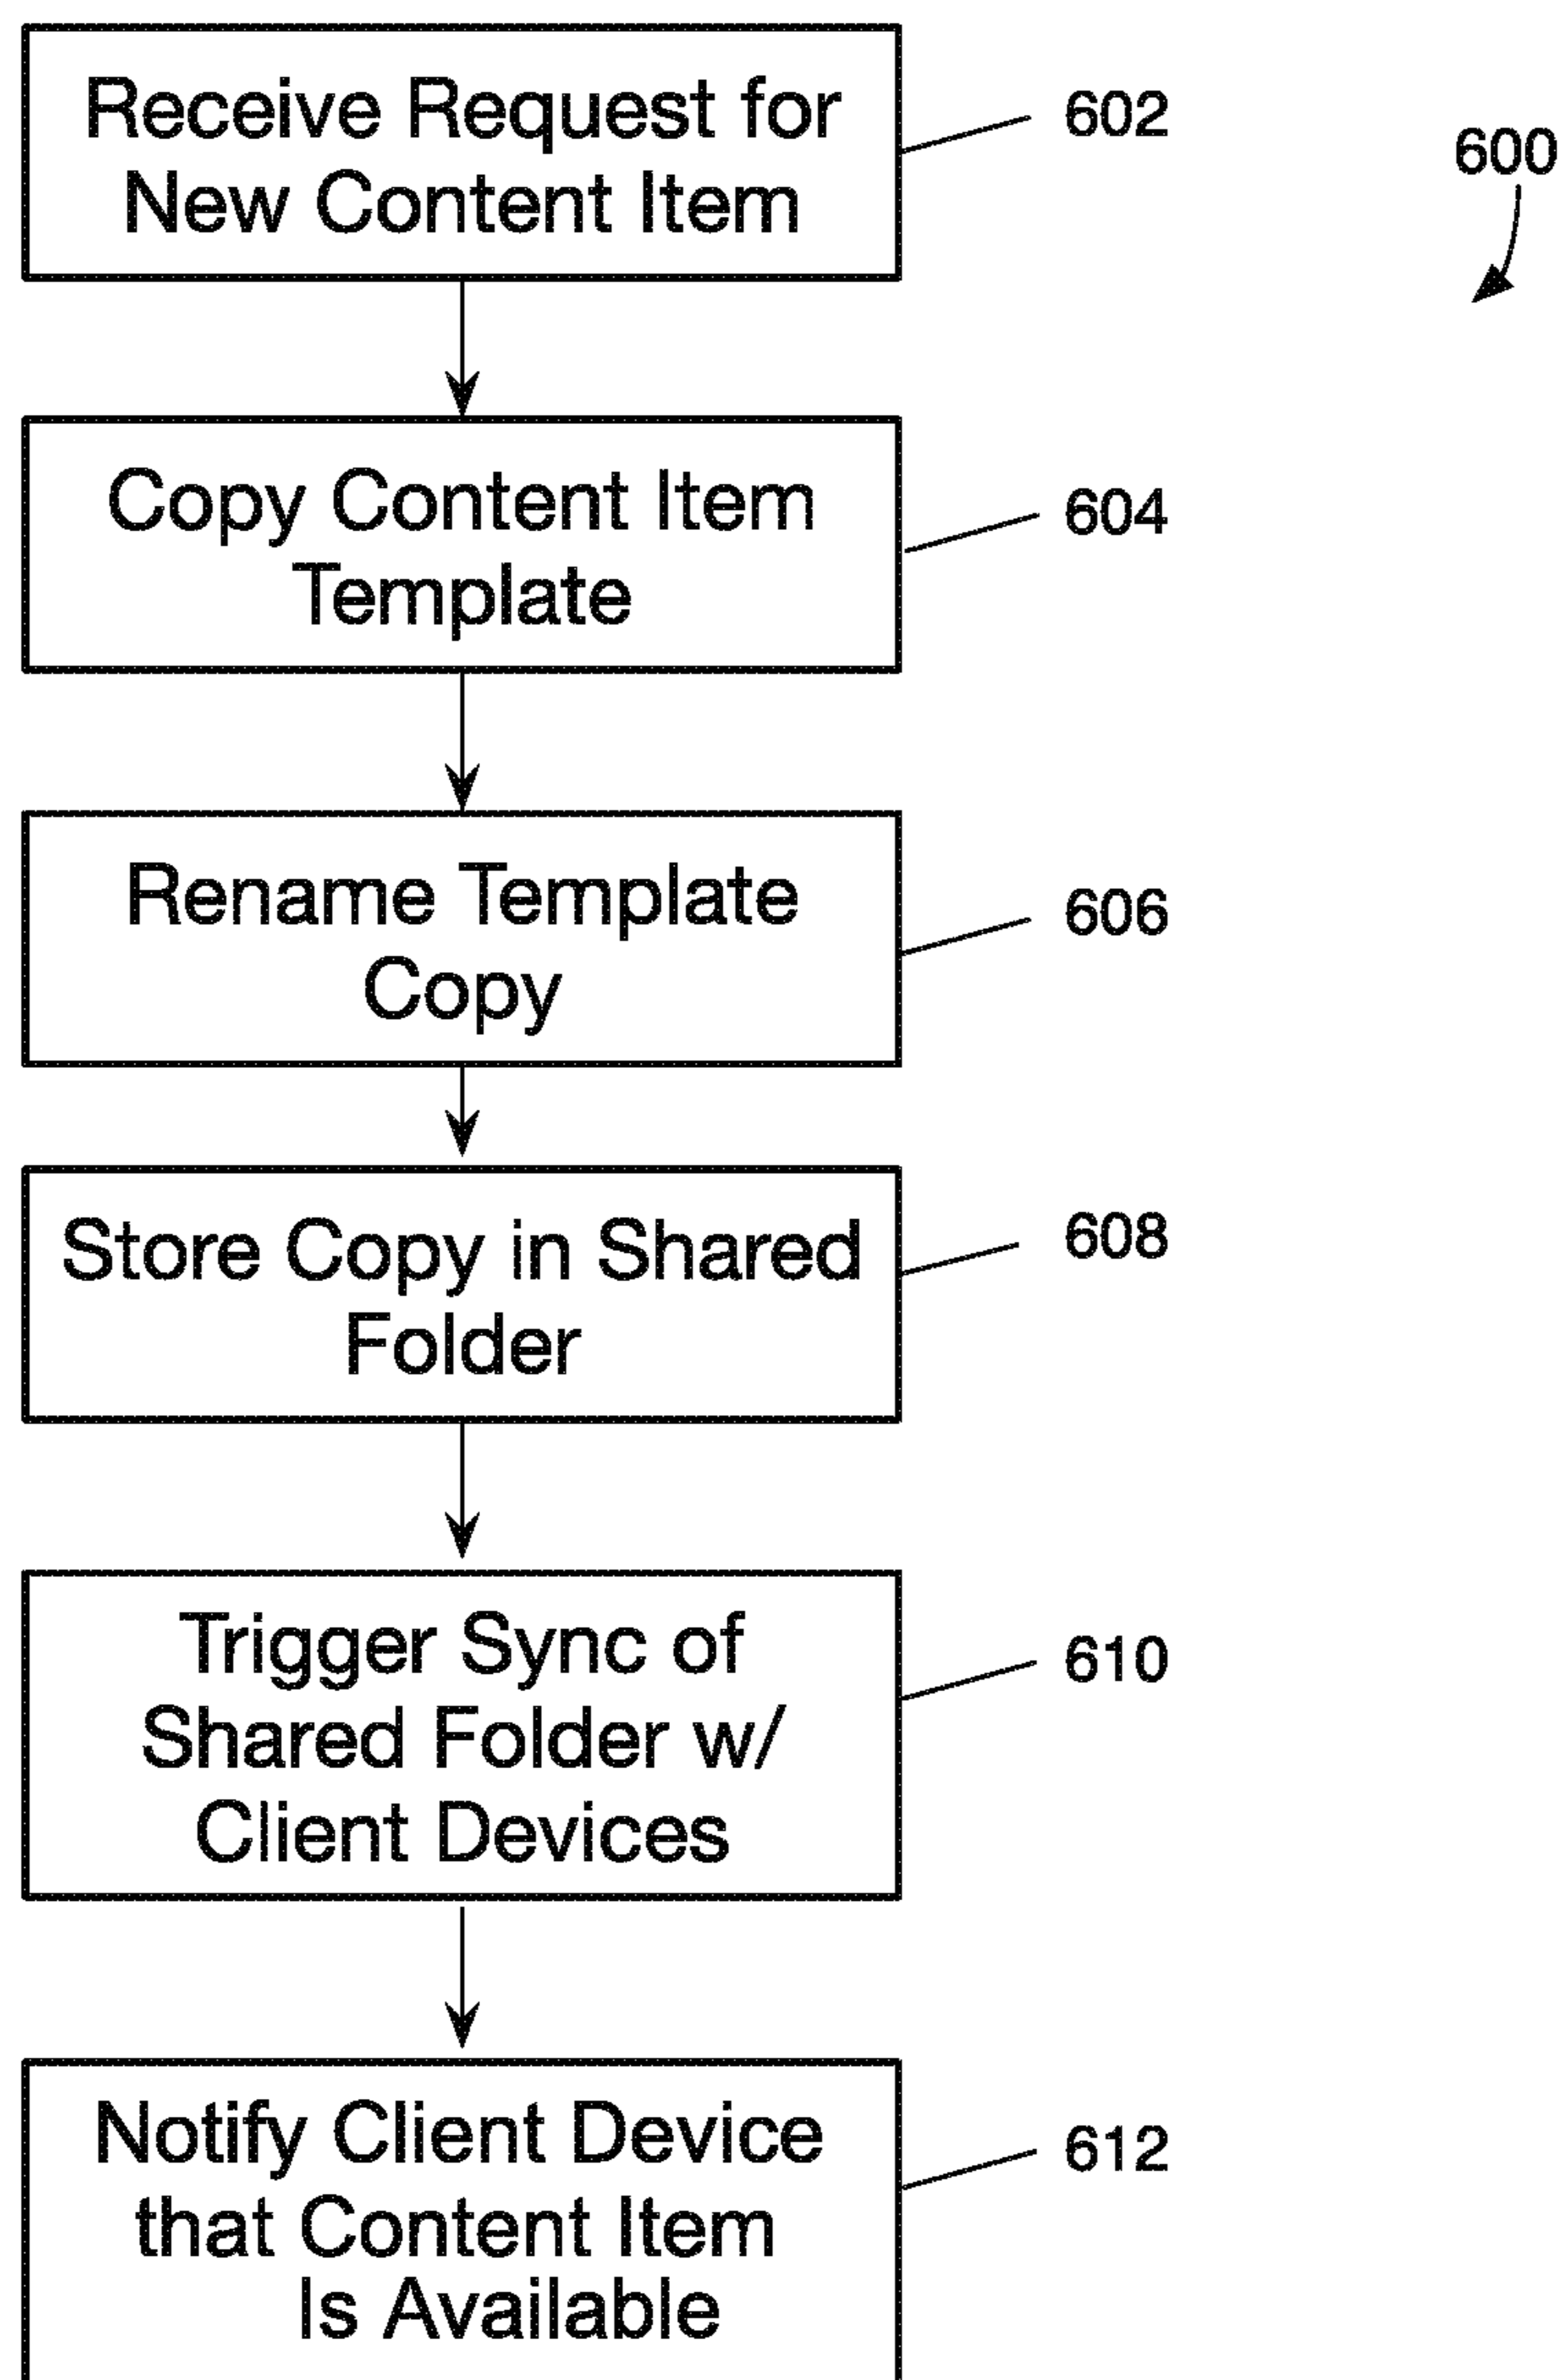 Receive Request for
New Content Item
602
600
Copy Content Item
Template
604
Rename Template
Copy
606
Store Copy in Shared
Folder
608
Trigger Sync of
Shared Folder w/
Client Devices
610
Notify Client Device
that Content Item
Is Available
612